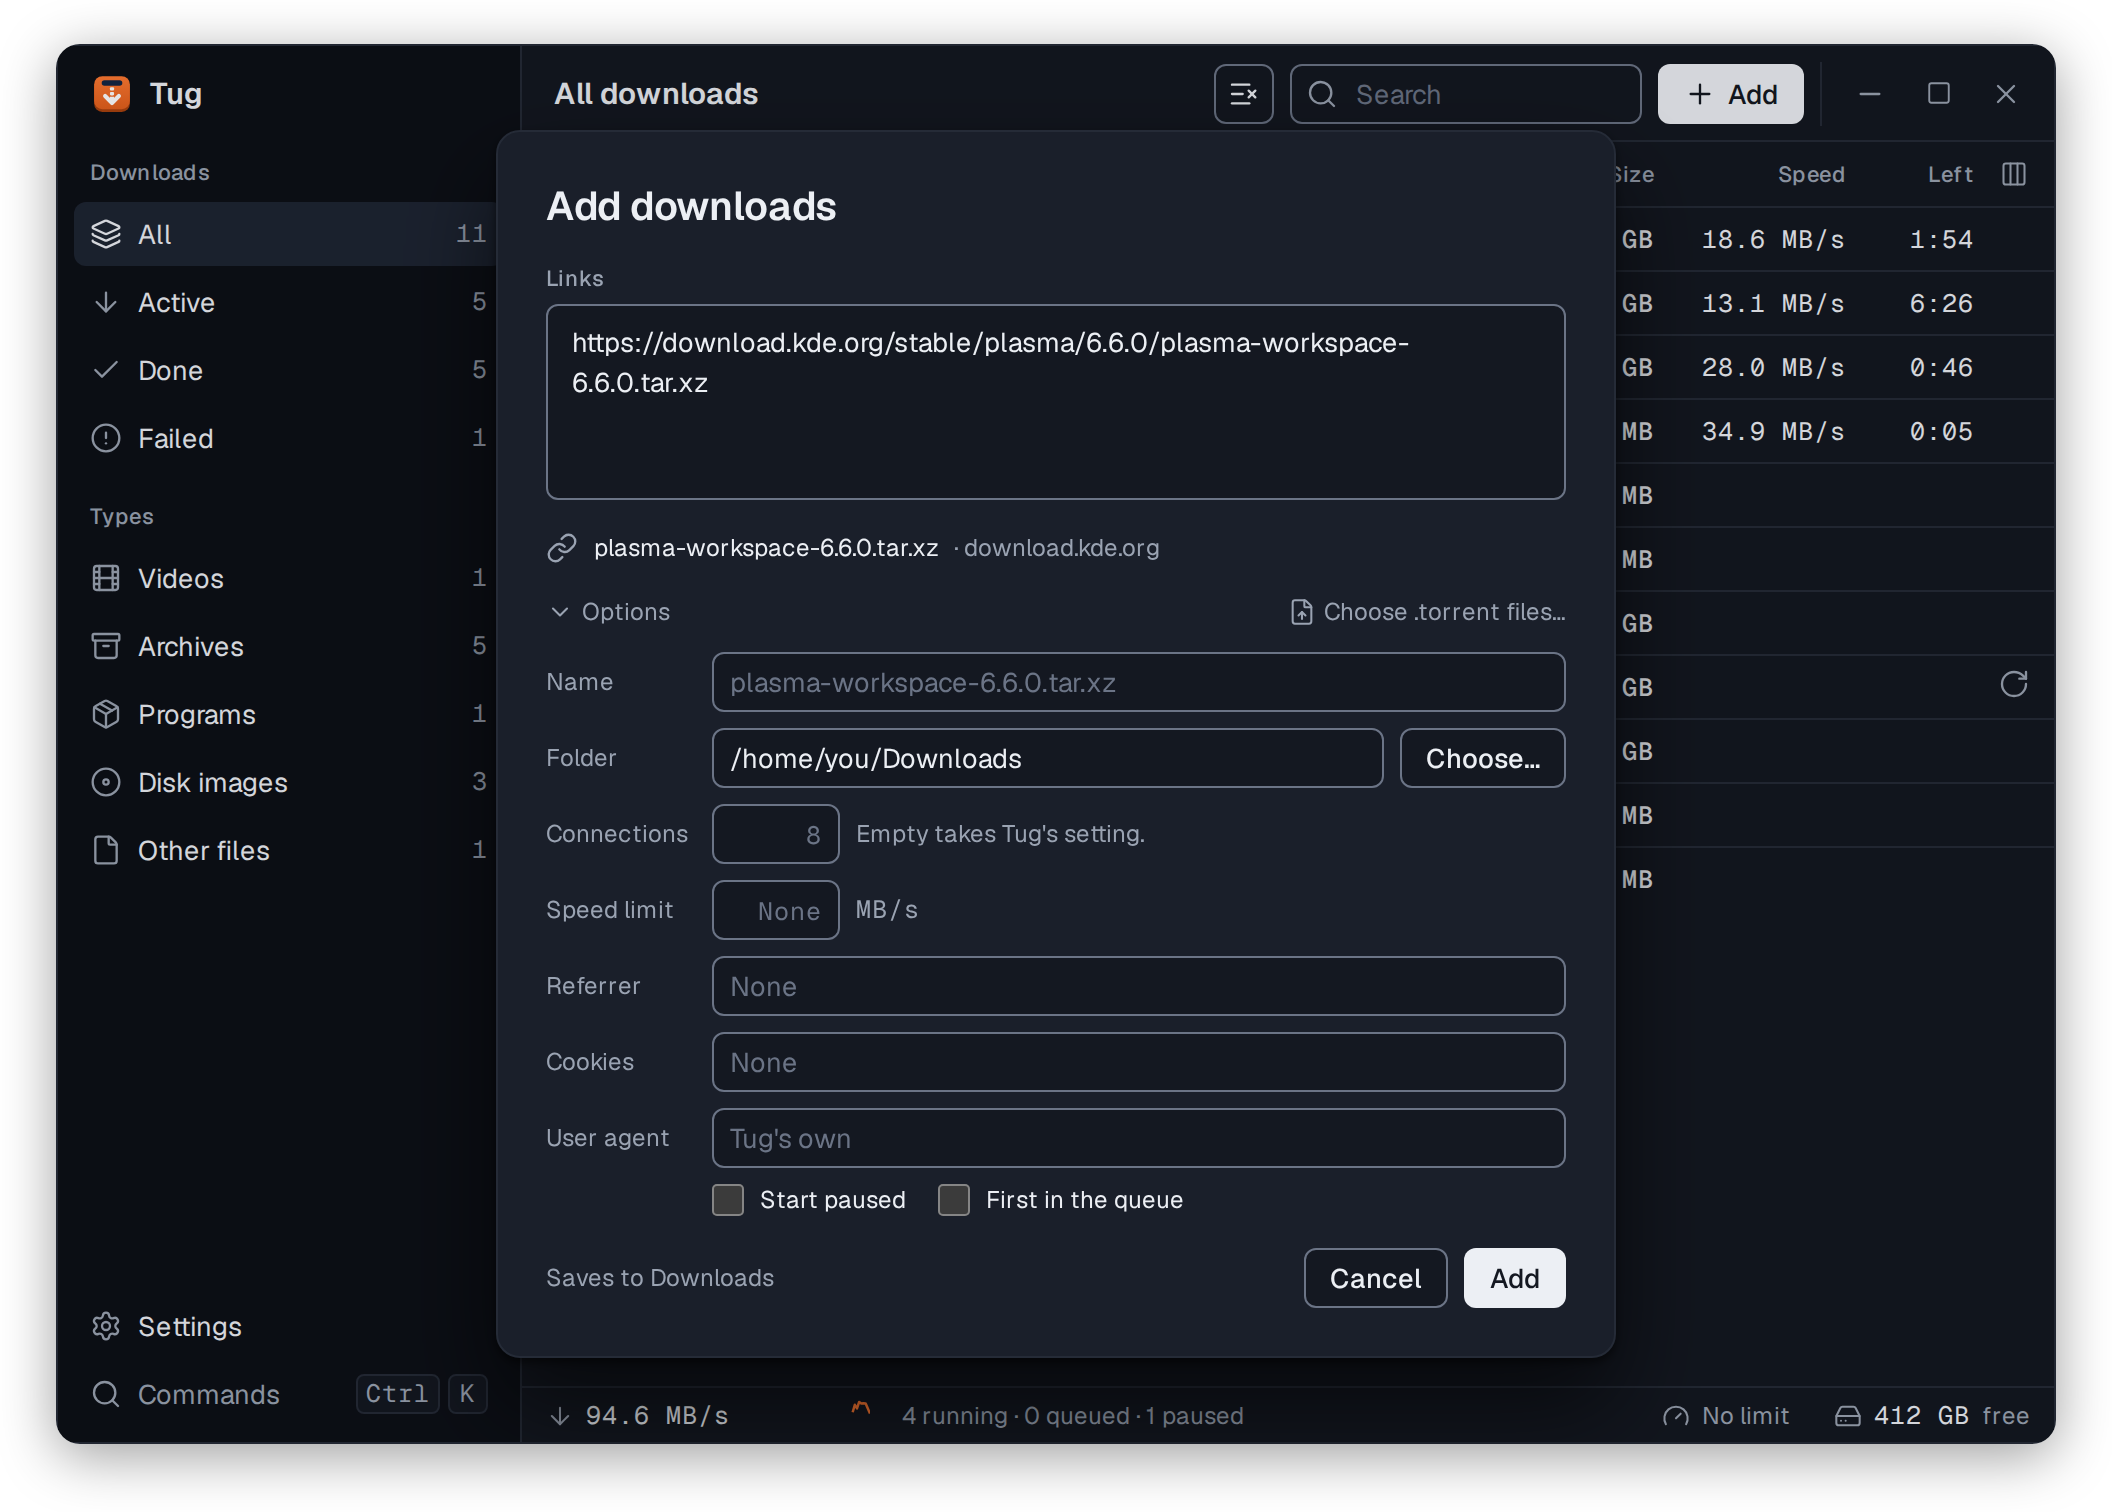 Tug
All downloads
Search
Add
Downloads
All 11
Active 5
Done 5
Failed 1
Types
Videos 1
Archives 5
Programs 1
Disk images 3
Other files 1
Settings
Commands Ctrl K
Add downloads
Links
https://download.kde.org/stable/plasma/6.6.0/plasma-workspace-
6.6.0.tar.xz
plasma-workspace-6.6.0.tar.xz · download.kde.org
Options
Choose .torrent files…
Name plasma-workspace-6.6.0.tar.xz
Folder /home/you/Downloads Choose…
Connections 8 Empty takes Tug's setting.
Speed limit None MB/s
Referrer None
Cookies None
User agent Tug's own
Start paused First in the queue
Saves to Downloads Cancel Add
Size Speed Left
GB 18.6 MB/s 1:54
GB 13.1 MB/s 6:26
GB 28.0 MB/s 0:46
MB 34.9 MB/s 0:05
MB
MB
GB
GB
GB
MB
MB
94.6 MB/s 4 running · 0 queued · 1 paused No limit 412 GB free